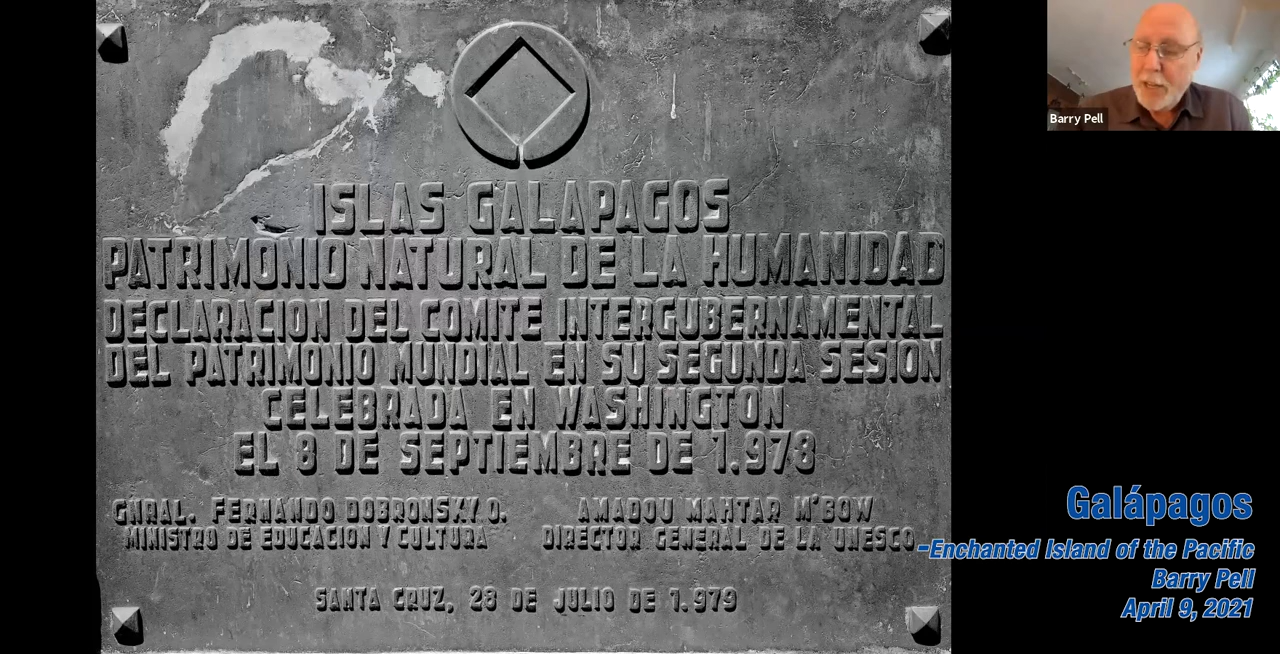 ISLAS GALAPAGOS
PATRIMONIO NATURAL DE LA HUMANIDAD
DECLARACION DEL COMITE INTERGUBERNAMENTAL
DEL PATRIMONIO MUNDIAL EN SU SEGUNDA SESION
CELEBRADA EN WASHINGTON
EL 8 DE SEPTIEMBRE DE 1.978
GNRAL. FERNANDO DOBRONSKY O.
MINISTRO DE EDUCACION Y CULTURA
AMADOU MAHTAR M'BOW
DIRECTOR GENERAL DE LA UNESCO
SANTA CRUZ, 28 DE JULIO DE 1.979
Barry Pell
Galápagos
-Enchanted Island of the Pacific
Barry Pell
April 9, 2021